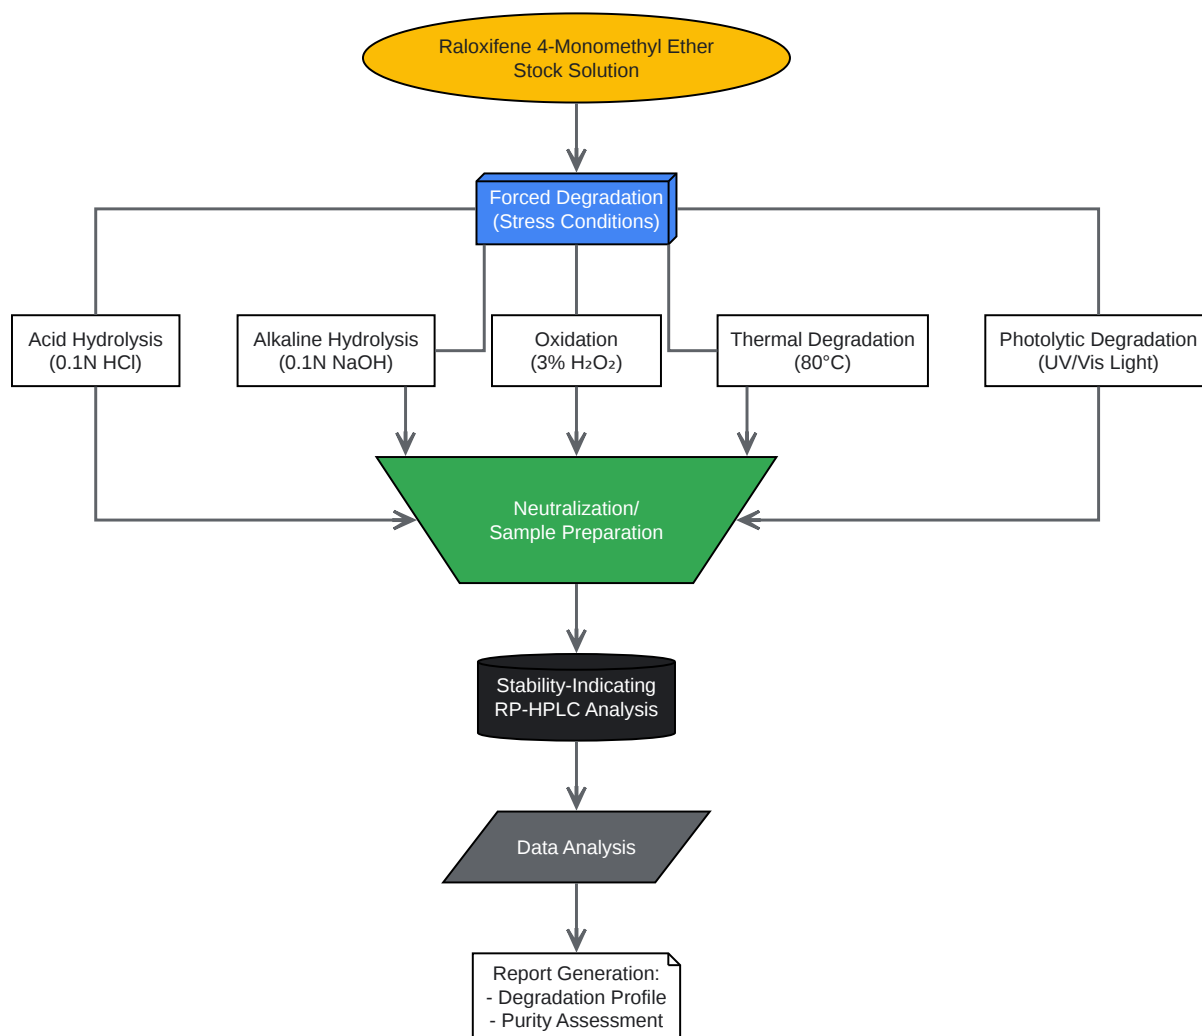 Raloxifene 4-Monomethyl Ether
Stock Solution
Forced Degradation
(Stress Conditions)
Acid Hydrolysis
(0.1N HCl)
Alkaline Hydrolysis
(0.1N NaOH)
Oxidation
(3% H₂O₂)
Thermal Degradation
(80°C)
Photolytic Degradation
(UV/Vis Light)
Neutralization/
Sample Preparation
Stability-Indicating
RP-HPLC Analysis
Data Analysis
Report Generation:
- Degradation Profile
- Purity Assessment